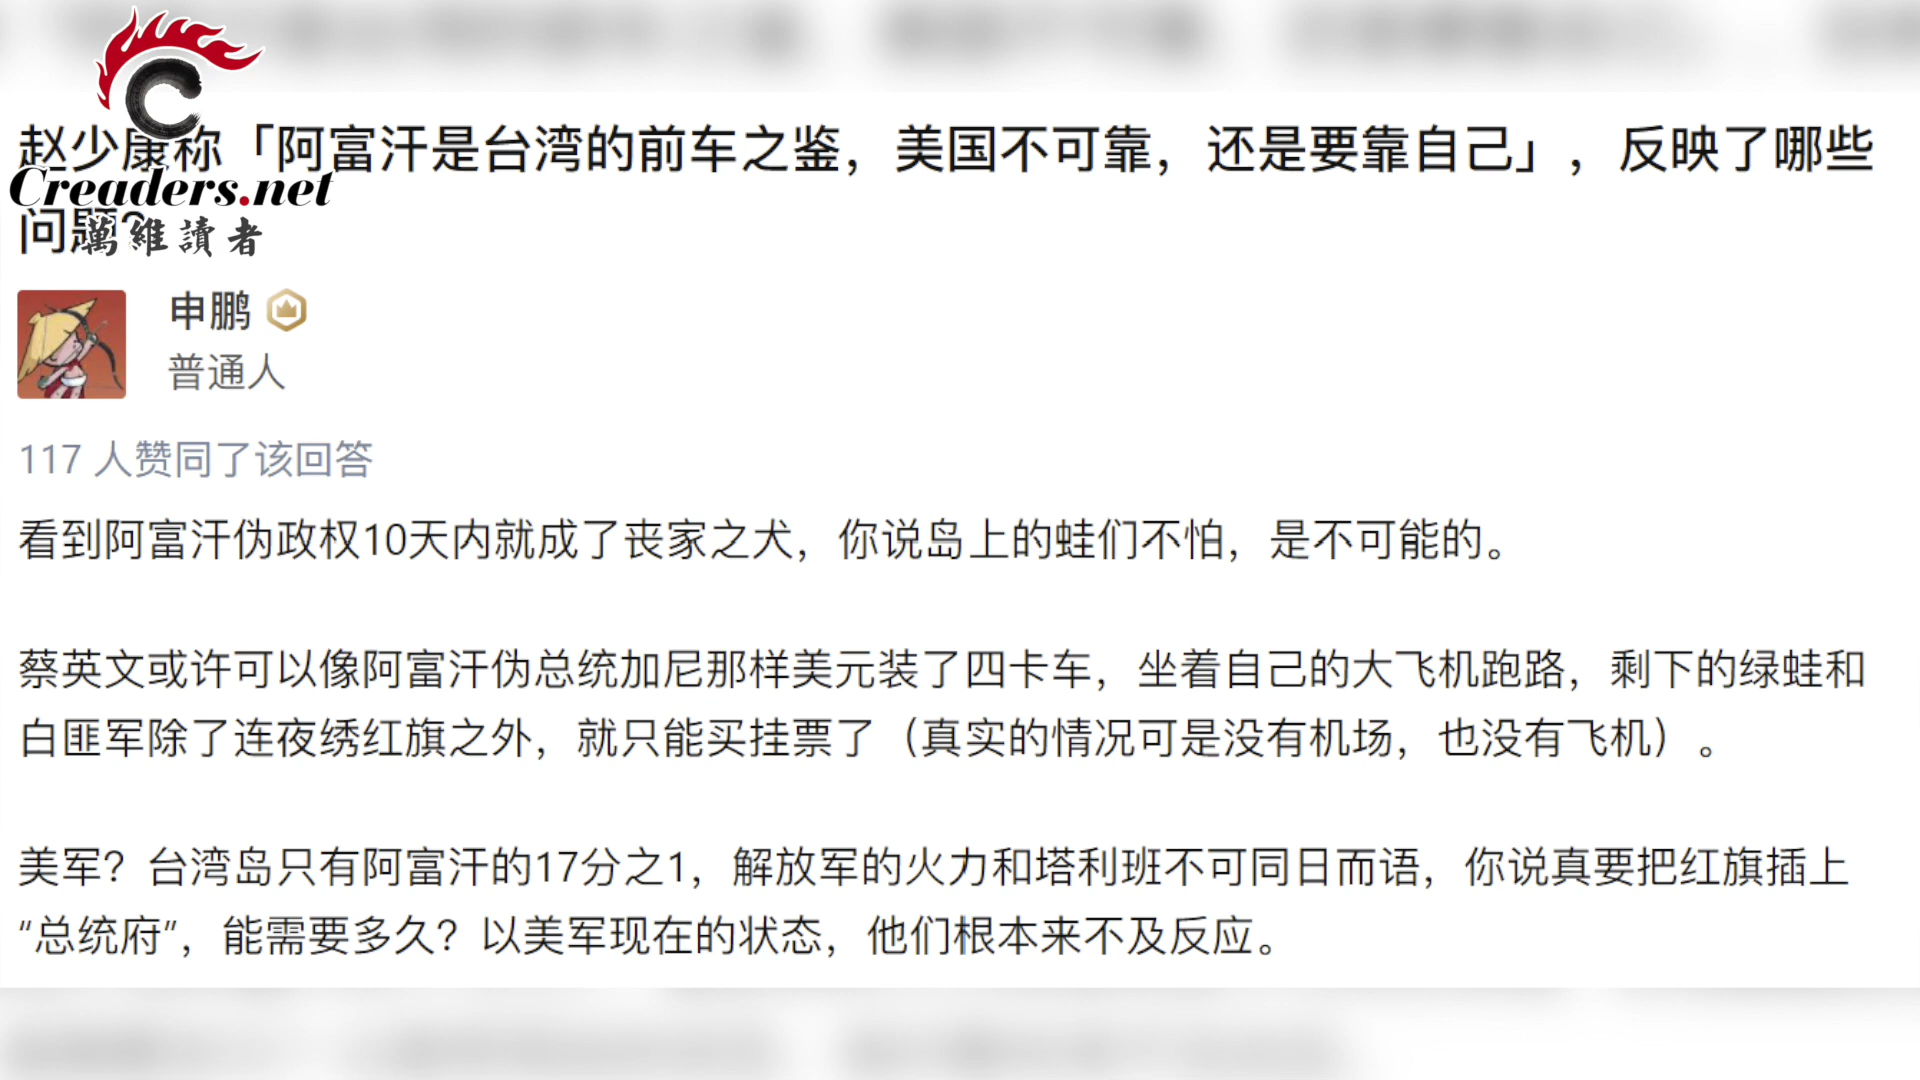 赵少康称「阿富汗是台湾的前车之鉴，美国不可靠，还是要靠自己」，反映了哪些
Creaders.net
问题？
萬維讀者
申鹏
普通人
117 人赞同了该回答
看到阿富汗伪政权10天内就成了丧家之犬，你说岛上的蛙们不怕，是不可能的。
蔡英文或许可以像阿富汗伪总统加尼那样美元装了四卡车，坐着自己的大飞机跑路，剩下的绿蛙和
白匪军除了连夜绣红旗之外，就只能买挂票了（真实的情况可是没有机场，也没有飞机）。
美军？台湾岛只有阿富汗的17分之1，解放军的火力和塔利班不可同日而语，你说真要把红旗插上
“总统府”，能需要多久？以美军现在的状态，他们根本来不及反应。